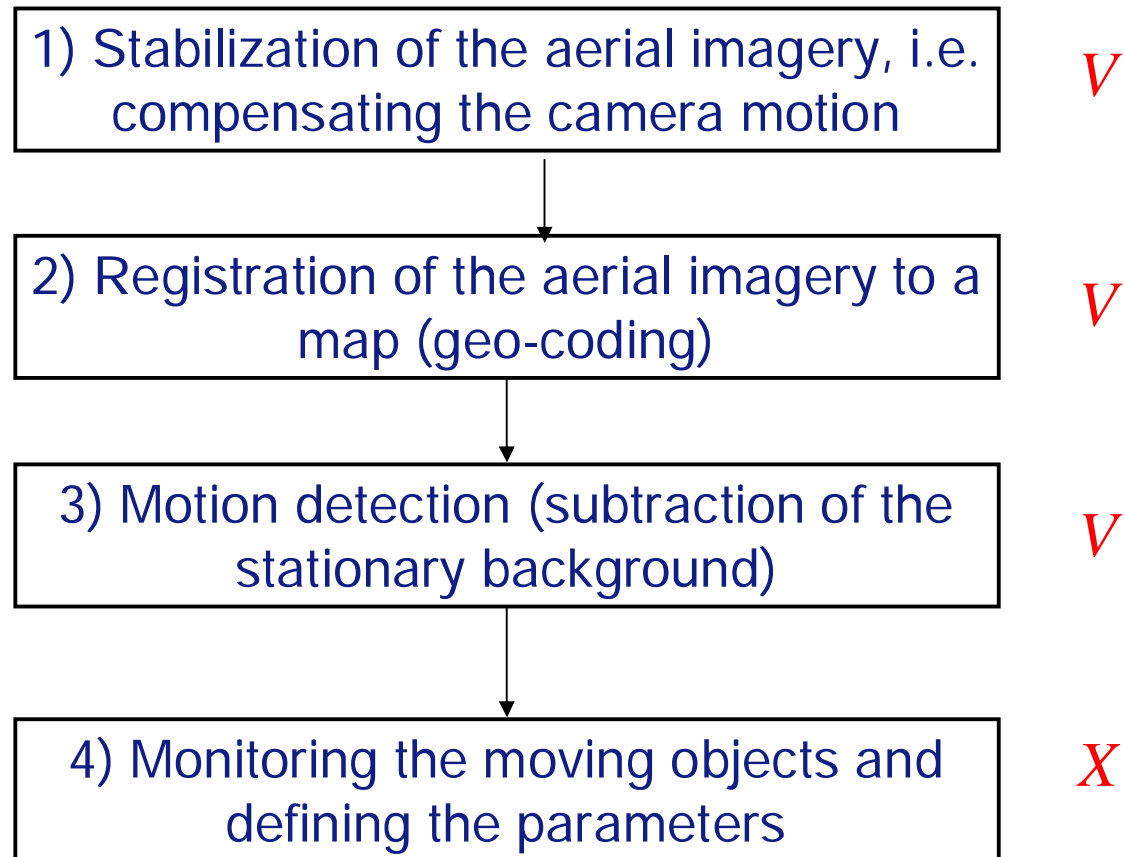 1) Stabilization of the aerial imagery, i.e.
compensating the camera motion
V
2) Registration of the aerial imagery to a
map (geo-coding)
V
3) Motion detection (subtraction of the
stationary background)
V
4) Monitoring the moving objects and
defining the parameters
X